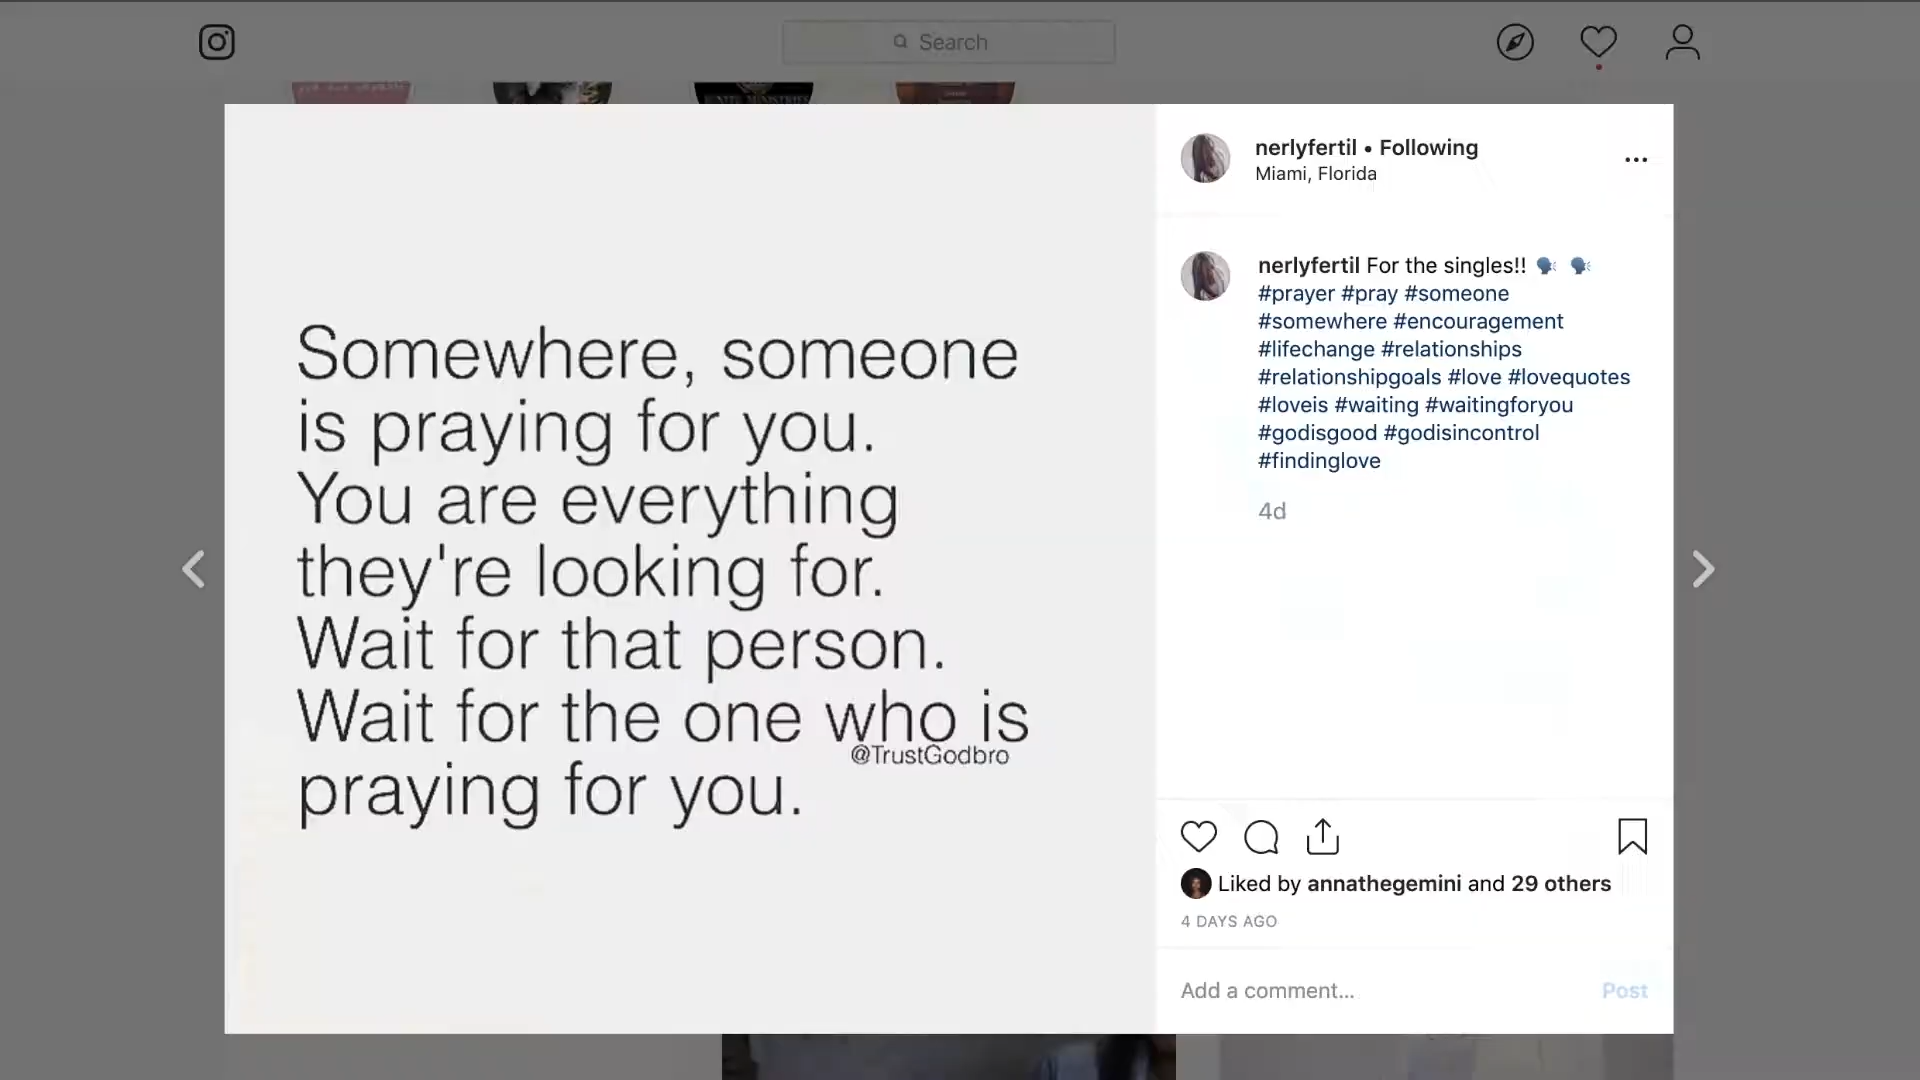 Search
Somewhere, someone
is praying for you.
You are everything
they're looking for.
Wait for that person.
Wait for the one who is
@TrustGodbro
praying for you.
nerlyfertil • Following
Miami, Florida
nerlyfertil For the singles!! 🗣 🗣
#prayer #pray #someone
#somewhere #encouragement
#lifechange #relationships
#relationshipgoals #love #lovequotes
#loveis #waiting #waitingforyou
#godisgood #godisincontrol
#findinglove
4d
Liked by annathegemini and 29 others
4 DAYS AGO
Add a comment...
Post